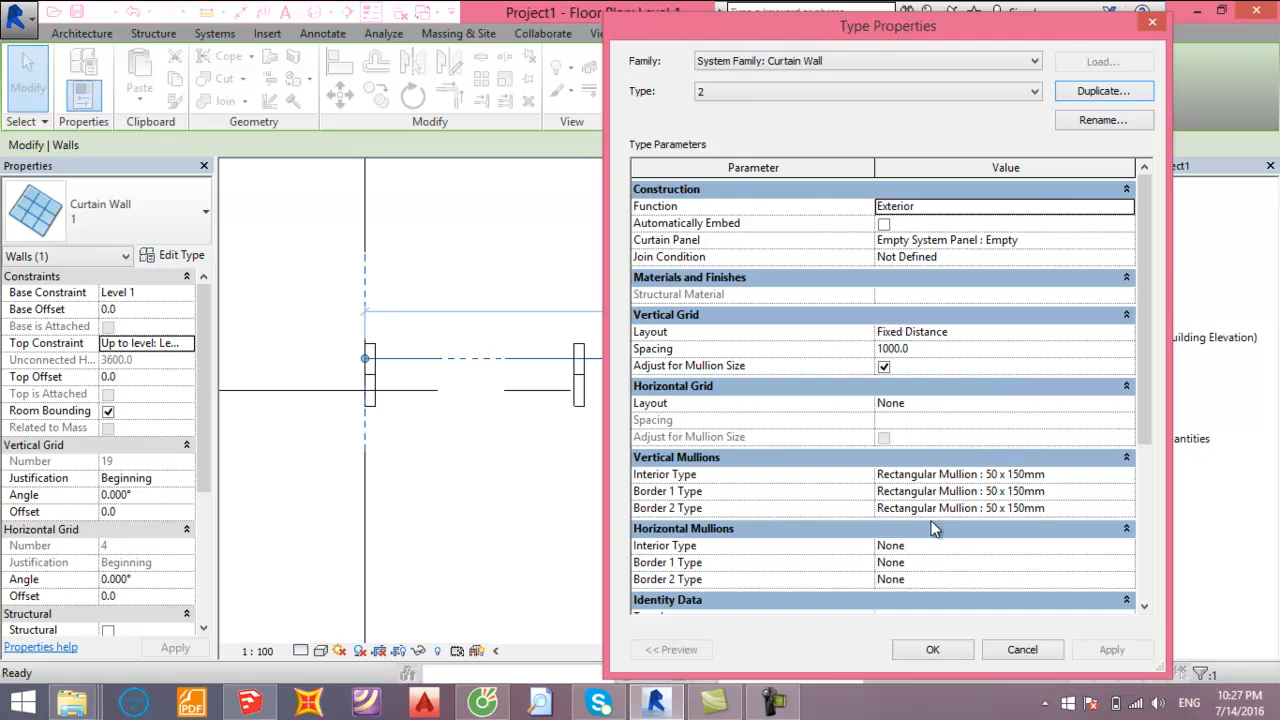 Project1 - Floor Plan: Level 1
Architecture Structure Systems Insert Annotate Analyze Massing & Site Collaborate
Modify
Paste
Cope
Cut
Join
Select Properties Clipboard Geometry Modify View
Modify | Walls
Properties
Curtain Wall
1
Walls (1) Edit Type
Constraints
Base Constraint Level 1
Base Offset 0.0
Base is Attached
Top Constraint Up to level: Le...
Unconnected H... 3600.0
Top Offset 0.0
Top is Attached
Room Bounding
Related to Mass
Vertical Grid
Number 19
Justification Beginning
Angle 0.000°
Offset 0.0
Horizontal Grid
Number 4
Justification Beginning
Angle 0.000°
Offset 0.0
Structural
Structural
Properties help Apply
1 : 100
Ready
Type Properties
Family: System Family: Curtain Wall Load...
Type: 2 Duplicate...
Rename...
Type Parameters
Parameter Value
Construction
Function Exterior
Automatically Embed
Curtain Panel Empty System Panel : Empty
Join Condition Not Defined
Materials and Finishes
Structural Material
Vertical Grid
Layout Fixed Distance
Spacing 1000.0
Adjust for Mullion Size
Horizontal Grid
Layout None
Spacing
Adjust for Mullion Size
Vertical Mullions
Interior Type Rectangular Mullion : 50 x 150mm
Border 1 Type Rectangular Mullion : 50 x 150mm
Border 2 Type Rectangular Mullion : 50 x 150mm
Horizontal Mullions
Interior Type None
Border 1 Type None
Border 2 Type None
Identity Data
<< Preview OK Cancel Apply
ect1
uilding Elevation)
antities
:1
PDF
ENG
10:27 PM
7/14/2016